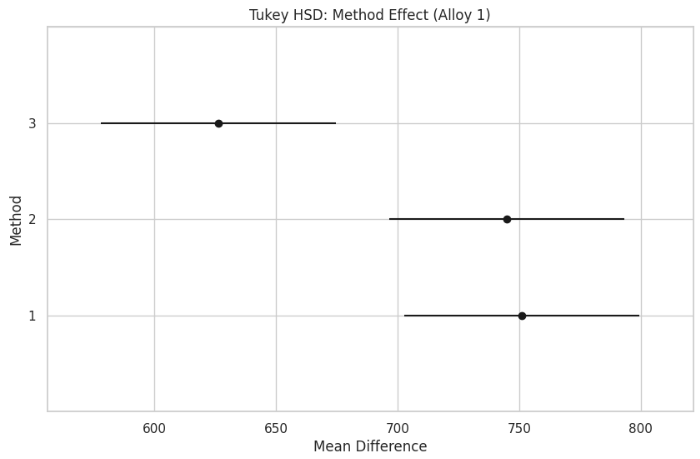 Tukey HSD: Method Effect (Alloy 1)
3
2
1
Method
600 650 700 750 800
Mean Difference